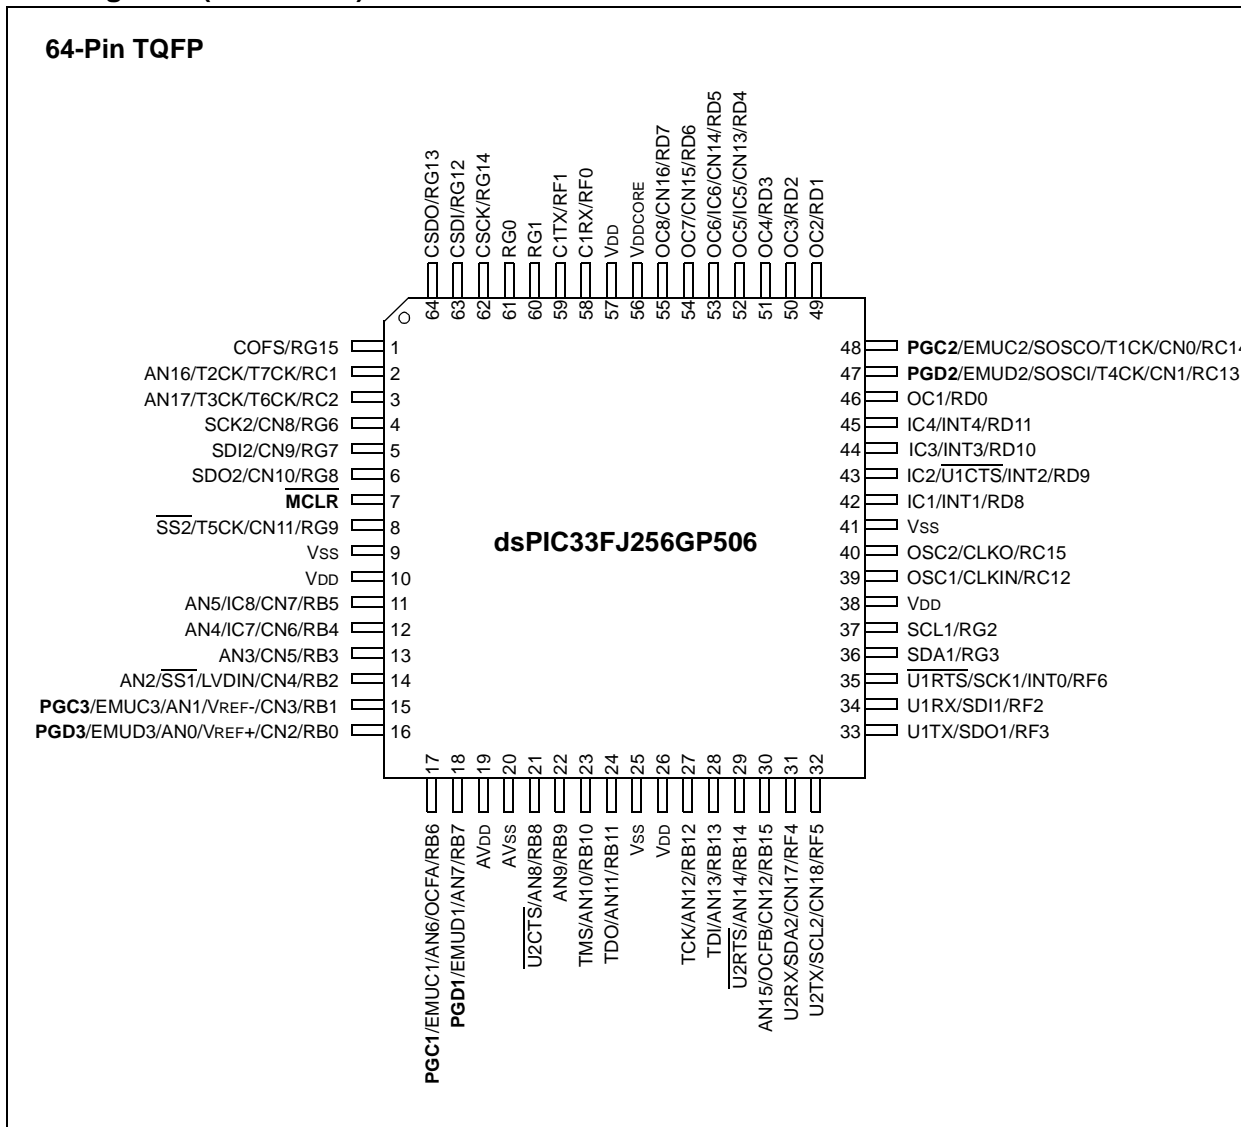 64-Pin TQFP
CSDO/RG13
CSDI/RG12
CSCK/RG14
RG0
RG1
C1TX/RF1
C1RX/RF0
VDD
VDDCORE
OC8/CN16/RD7
OC7/CN15/RD6
OC6/IC6/CN14/RD5
OC5/IC5/CN13/RD4
OC4/RD3
OC3/RD2
OC2/RD1
64 63 62 61 60 59 58 57 56 55 54 53 52 51 50 49
COFS/RG15 1
AN16/T2CK/T7CK/RC1 2
AN17/T3CK/T6CK/RC2 3
SCK2/CN8/RG6 4
SDI2/CN9/RG7 5
SDO2/CN10/RG8 6
MCLR 7
SS2/T5CK/CN11/RG9 8
VSS 9
VDD 10
AN5/IC8/CN7/RB5 11
AN4/IC7/CN6/RB4 12
AN3/CN5/RB3 13
AN2/SS1/LVDIN/CN4/RB2 14
PGC3/EMUC3/AN1/VREF-/CN3/RB1 15
PGD3/EMUD3/AN0/VREF+/CN2/RB0 16
dsPIC33FJ256GP506
48 PGC2/EMUC2/SOSCO/T1CK/CN0/RC14
47 PGD2/EMUD2/SOSCI/T4CK/CN1/RC13
46 OC1/RD0
45 IC4/INT4/RD11
44 IC3/INT3/RD10
43 IC2/U1CTS/INT2/RD9
42 IC1/INT1/RD8
41 VSS
40 OSC2/CLKO/RC15
39 OSC1/CLKIN/RC12
38 VDD
37 SCL1/RG2
36 SDA1/RG3
35 U1RTS/SCK1/INT0/RF6
34 U1RX/SDI1/RF2
33 U1TX/SDO1/RF3
17 18 19 20 21 22 23 24 25 26 27 28 29 30 31 32
PGC1/EMUC1/AN6/OCFA/RB6
PGD1/EMUD1/AN7/RB7
AVDD
AVSS
U2CTS/AN8/RB8
AN9/RB9
TMS/AN10/RB10
TDO/AN11/RB11
VSS
VDD
TCK/AN12/RB12
TDI/AN13/RB13
U2RTS/AN14/RB14
AN15/OCFB/CN12/RB15
U2RX/SDA2/CN17/RF4
U2TX/SCL2/CN18/RF5